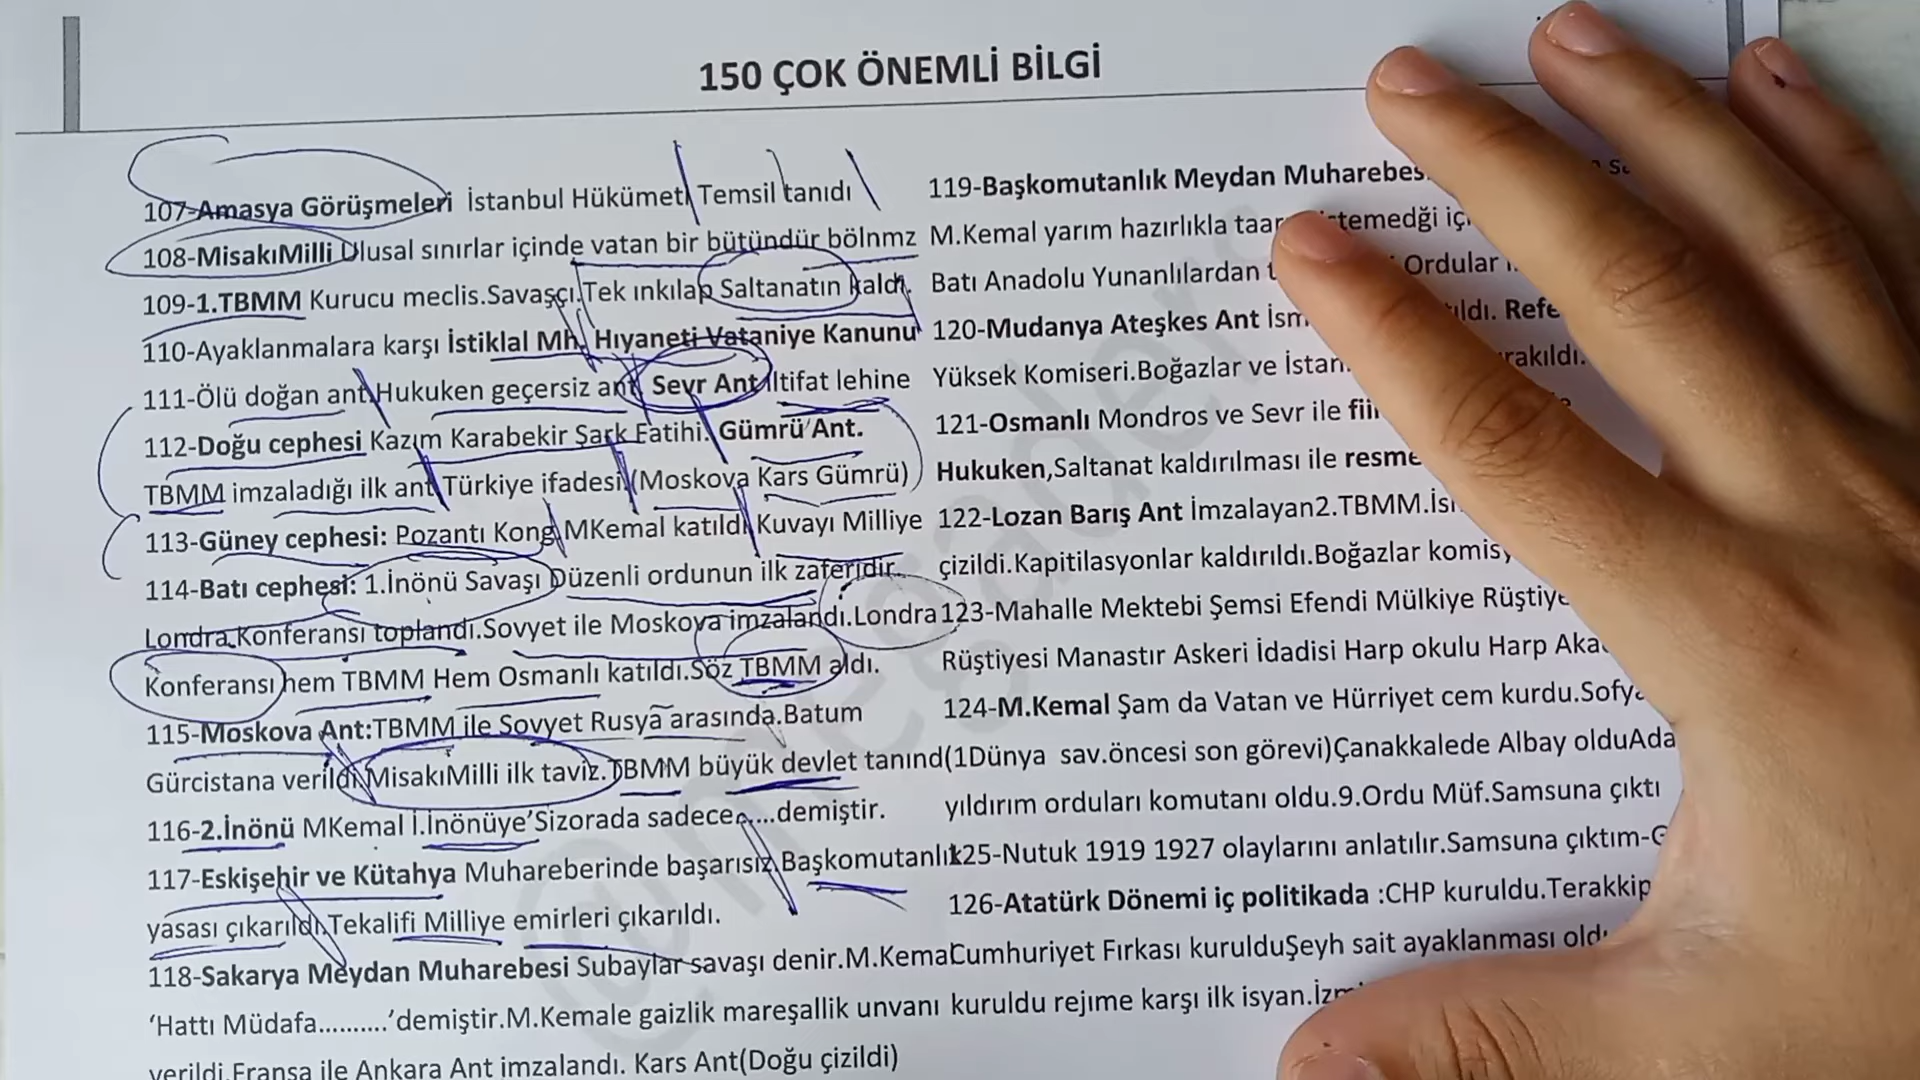 150 ÇOK ÖNEMLİ BİLGİ
107-Amasya Görüşmeleri İstanbul Hükümeti Temsil tanıdı
108-MisakıMilli Ulusal sınırlar içinde vatan bir bütündür bölnmz
109-1.TBMM Kurucu meclis.Savaşçı.Tek ınkılap Saltanatın kaldı.
110-Ayaklanmalara karşı İstiklal Mh. Hıyaneti Vataniye Kanunu
111-Ölü doğan ant.Hukuken geçersiz ant. Sevr Ant İtifat lehine
112-Doğu cephesi Kazım Karabekir Şark Fatihi. Gümrü Ant.
TBMM imzaladığı ilk ant.Türkiye ifadesi.(Moskova Kars Gümrü)
113-Güney cephesi: Pozantı Kong.MKemal katıldı.Kuvayı Milliye
114-Batı cephesi: 1.İnönü Savaşı Düzenli ordunun ilk zaferidir.
Londra.Konferansı toplandı.Sovyet ile Moskova imzalandı.Londra
Konferansı hem TBMM Hem Osmanlı katıldı.Söz TBMM aldı.
115-Moskova Ant:TBMM ile Sovyet Rusya arasında.Batum
Gürcistana verildi.MisakıMilli ilk taviz.TBMM büyük devlet tanınd
116-2.İnönü MKemal İ.İnönüye'Sizorada sadece.....demiştir.
117-Eskişehir ve Kütahya Muhareberinde başarısız.Başkomutanlık
yasası çıkarıldı.Tekalifi Milliye emirleri çıkarıldı.
118-Sakarya Meydan Muharebesi Subaylar savaşı denir.M.Kemal
'Hattı Müdafa..........'demiştir.M.Kemale gaizlik mareşallik unvanı
verildi.Fransa ile Ankara Ant imzalandı. Kars Ant(Doğu çizildi)
119-Başkomutanlık Meydan
M.Kemal yarım hazırlıkla
Batı Anadolu Yunanlılardan Ordular
120-Mudanya Ateşkes Ant
Yüksek Komiseri.Boğazlar ve
121-Osmanlı Mondros ve Sevr ile
Hukuken,Saltanat kaldırılması ile
122-Lozan Barış Ant İmzalayan2.TBMM.
çizildi.Kapitilasyonlar kaldırıldı.Boğazlar
123-Mahalle Mektebi Şemsi Efendi Mülkiye
Rüştiyesi Manastır Askeri İdadisi Harp okulu Harp
124-M.Kemal Şam da Vatan ve Hürriyet cem kurdu.
(1Dünya sav.öncesi son görevi)Çanakkalede Albay olduAda
yıldırım orduları komutanı oldu.9.Ordu Müf.Samsuna çıktı
125-Nutuk 1919 1927 olaylarını anlatılır.Samsuna çıktım-G
126-Atatürk Dönemi iç politikada :CHP kuruldu.Terakkip
Cumhuriyet Fırkası kurulduŞeyh sait ayaklanması
kuruldu rejıme karşı ilk isyan.